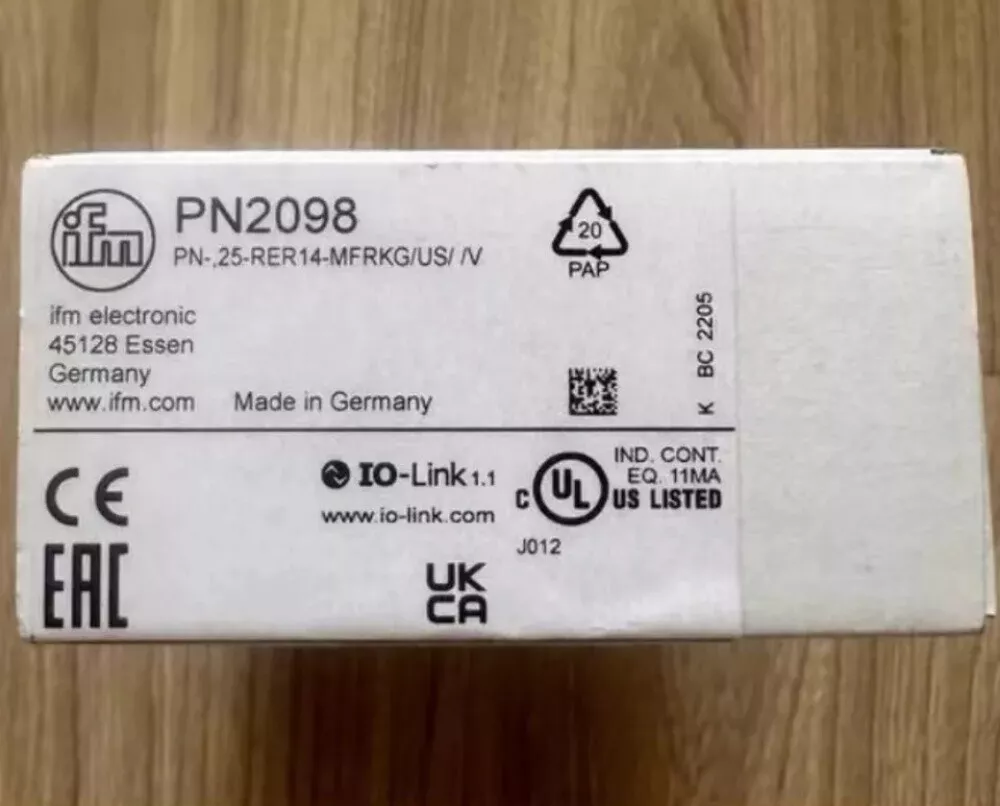 ifm
PN2098
PN-,25-RER14-MFRKG/US/ /V
ifm electronic
45128 Essen
Germany
www.ifm.com
Made in Germany
20
PAP
K BC 2205
CE
EAC
IO-Link 1.1
www.io-link.com
UK
CA
C UL US LISTED
IND. CONT.
EQ. 11MA
J012